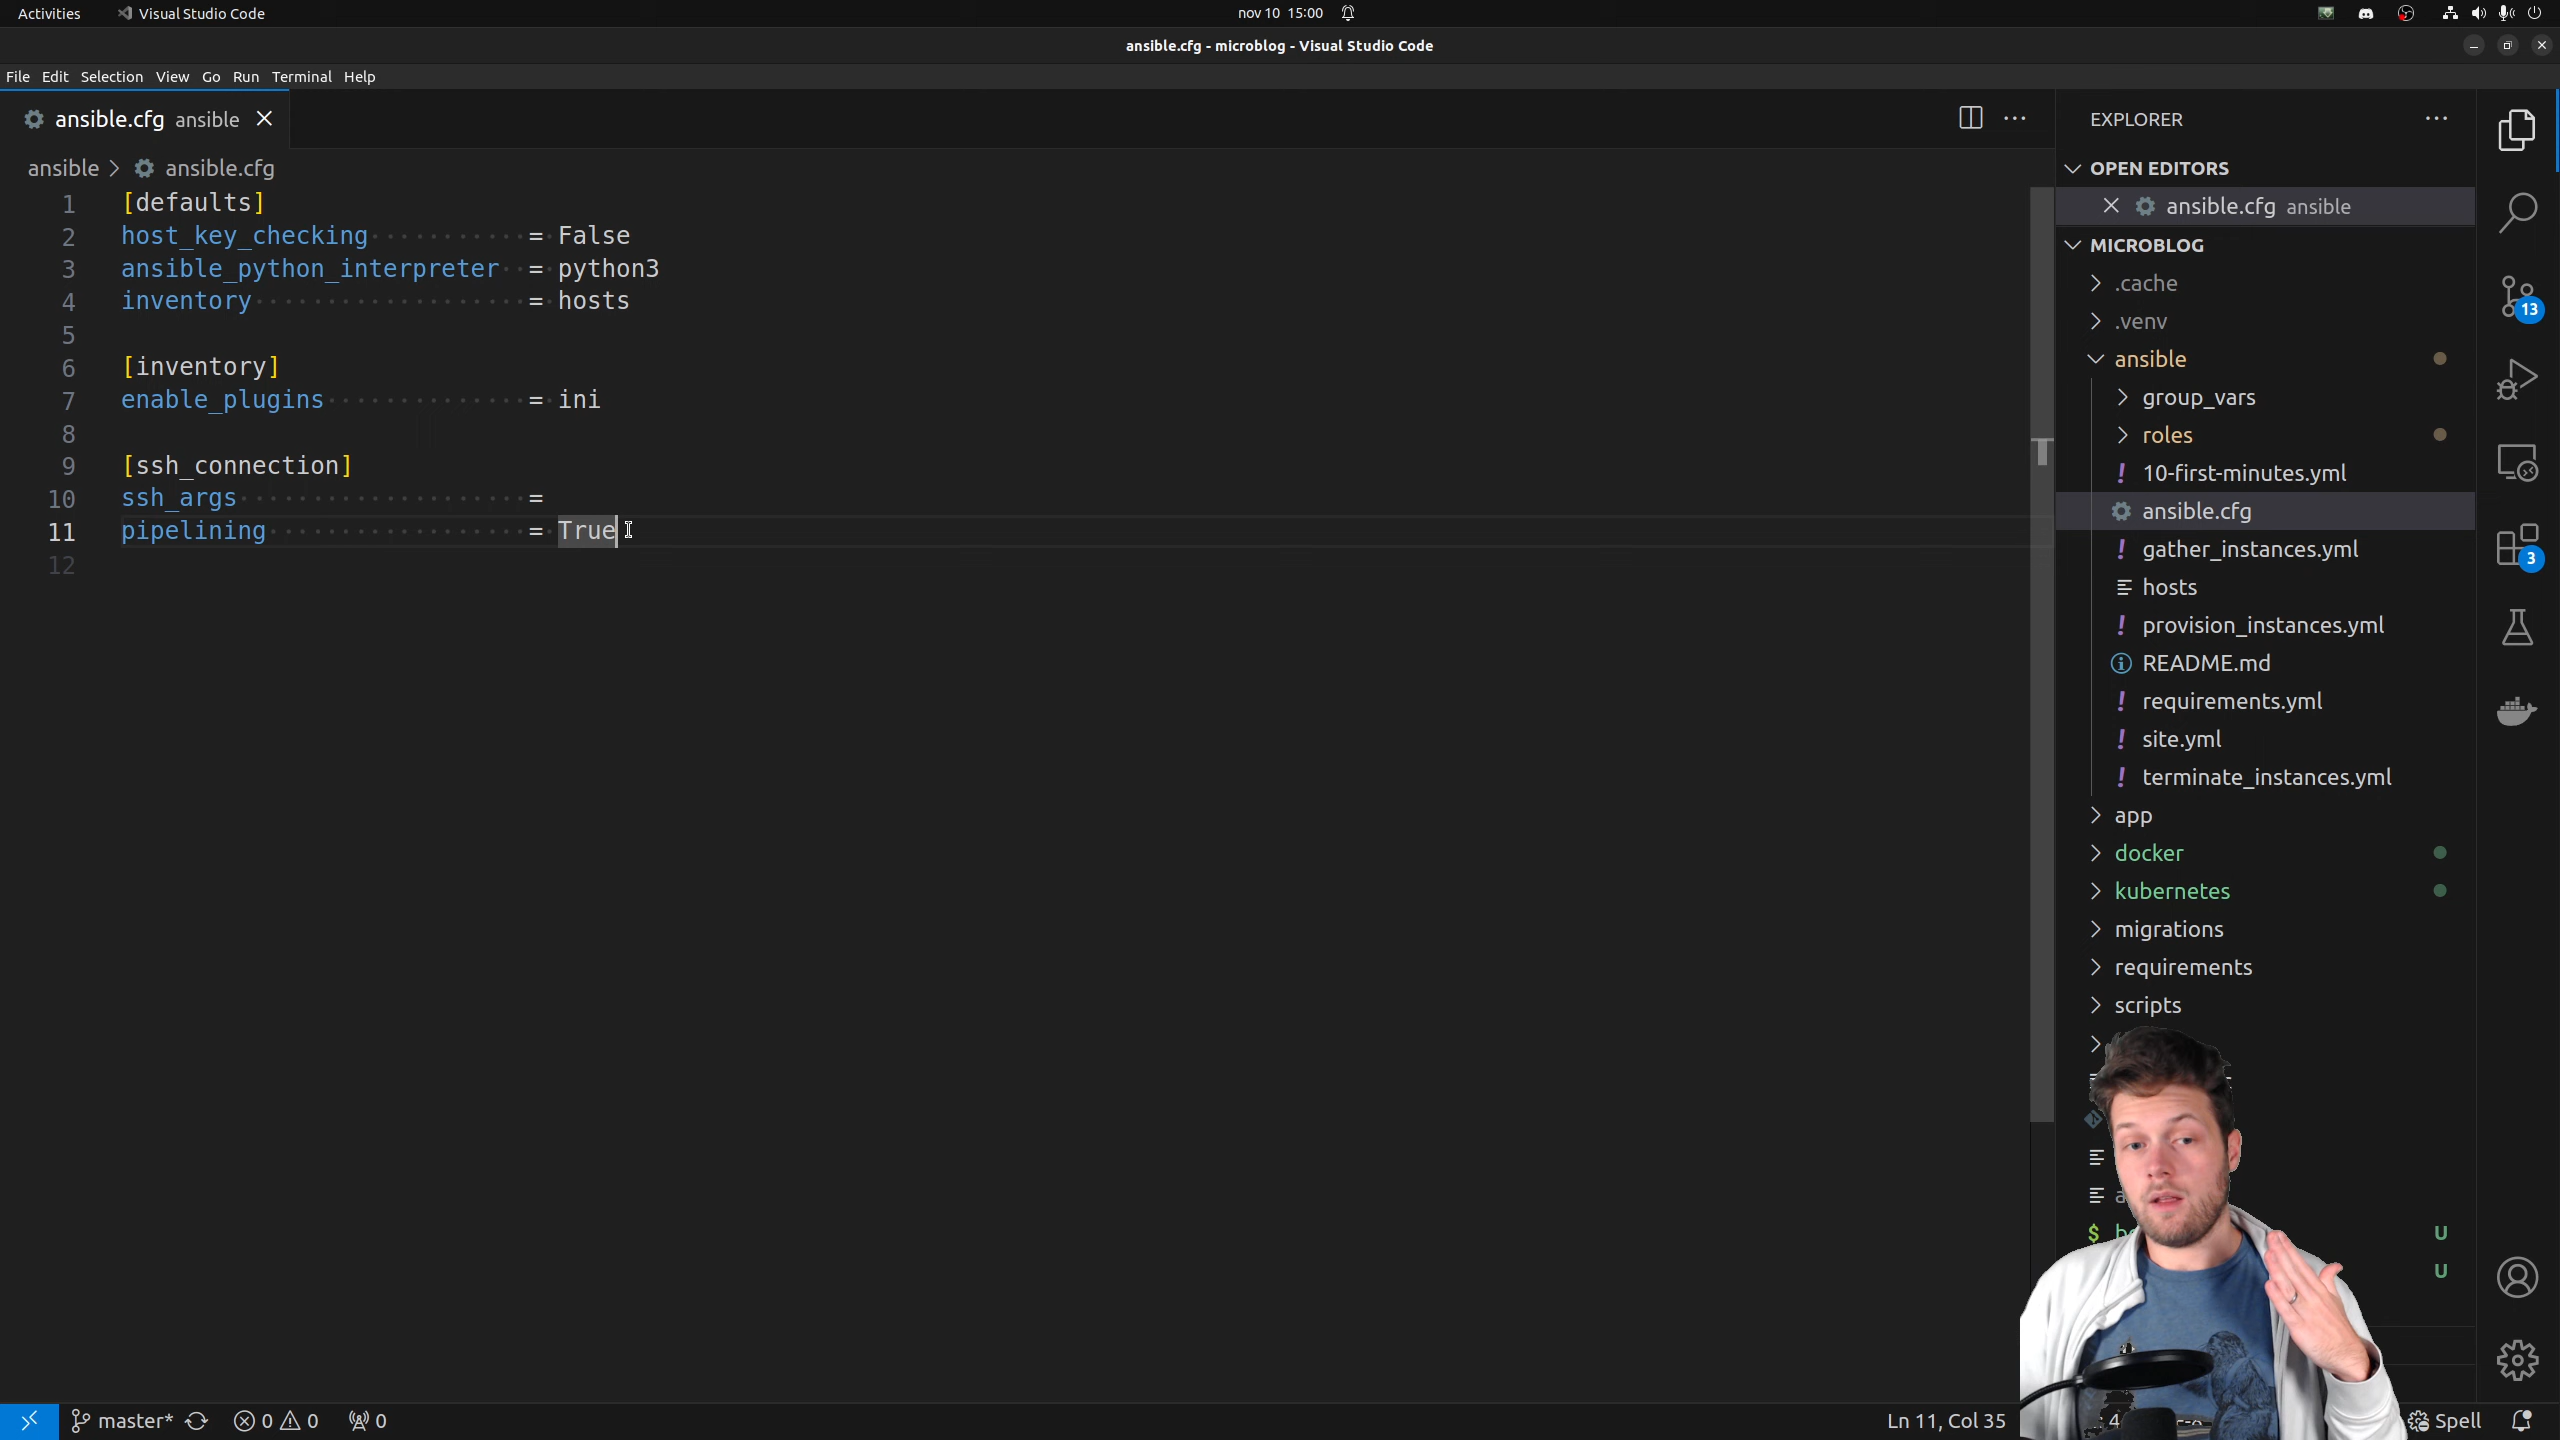 Activities Visual Studio Code nov 10 15:00
ansible.cfg - microblog - Visual Studio Code
File Edit Selection View Go Run Terminal Help
ansible.cfg ansible
ansible > ansible.cfg
1 [defaults]
2 host_key_checking = False
3 ansible_python_interpreter = python3
4 inventory = hosts
5
6 [inventory]
7 enable_plugins = ini
8
9 [ssh_connection]
10 ssh_args =
11 pipelining = True
12
EXPLORER
OPEN EDITORS
ansible.cfg ansible
MICROBLOG
.cache
.venv
ansible
group_vars
roles
10-first-minutes.yml
ansible.cfg
gather_instances.yml
hosts
provision_instances.yml
README.md
requirements.yml
site.yml
terminate_instances.yml
app
docker
kubernetes
migrations
requirements
scripts
U
U
13
3
master* 0 0 0 Ln 11, Col 35 Spell